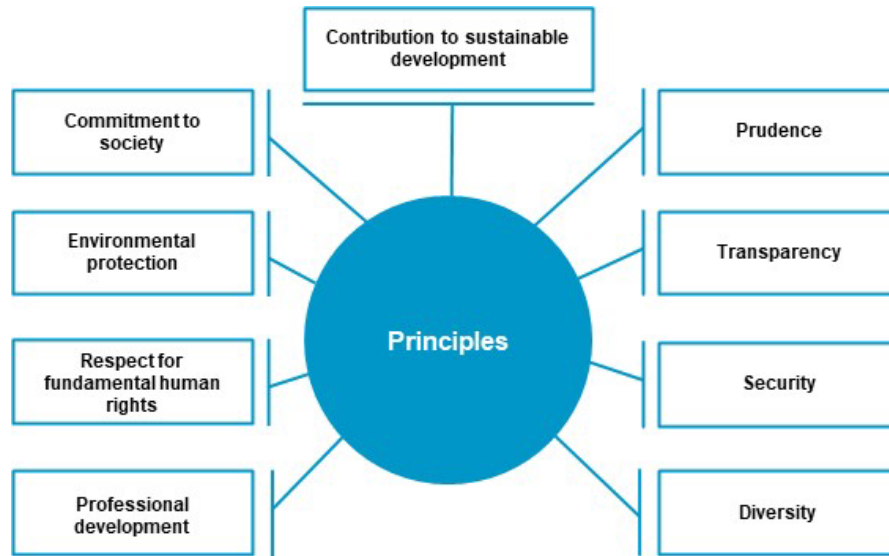 Contribution to sustainable
development
Commitment to
society
Prudence
Environmental
protection
Transparency
Principles
Respect for
fundamental human
rights
Security
Professional
development
Diversity